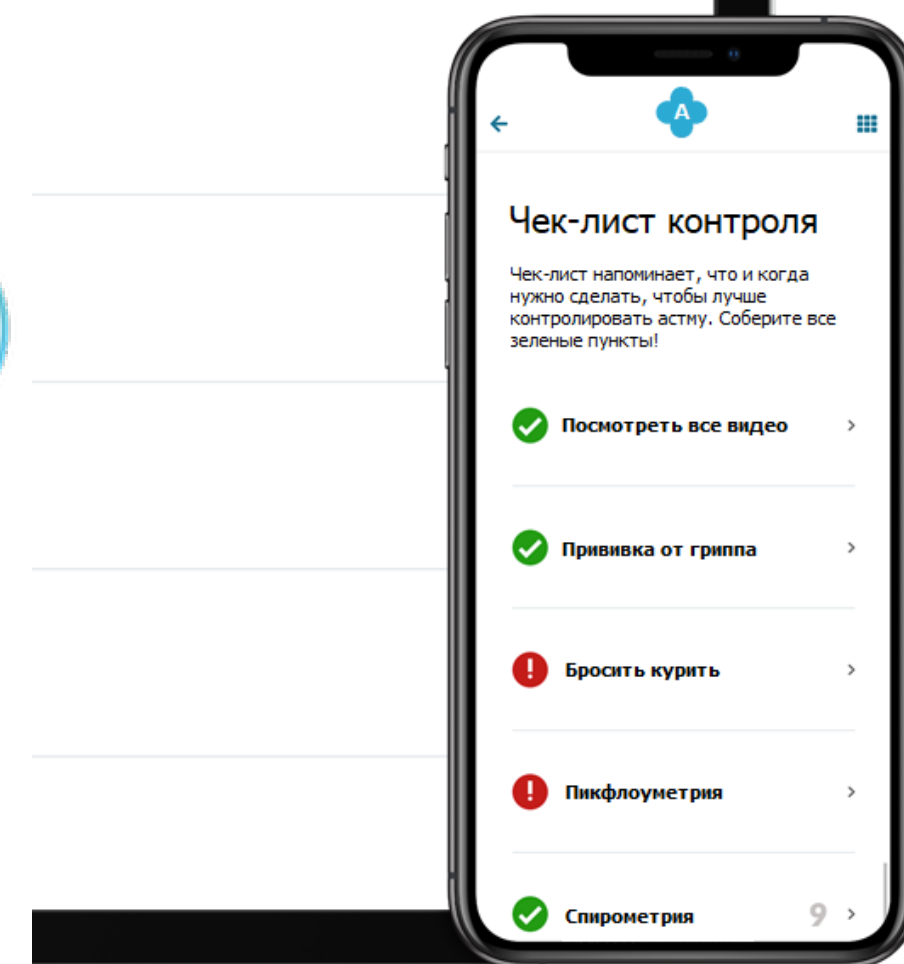 A
Чек-лист контроля
Чек-лист напоминает, что и когда
нужно сделать, чтобы лучше
контролировать астму. Соберите все
зеленые пункты!
Посмотреть все видео
Прививка от гриппа
Бросить курить
Пикфлоуметрия
Спирометрия
9